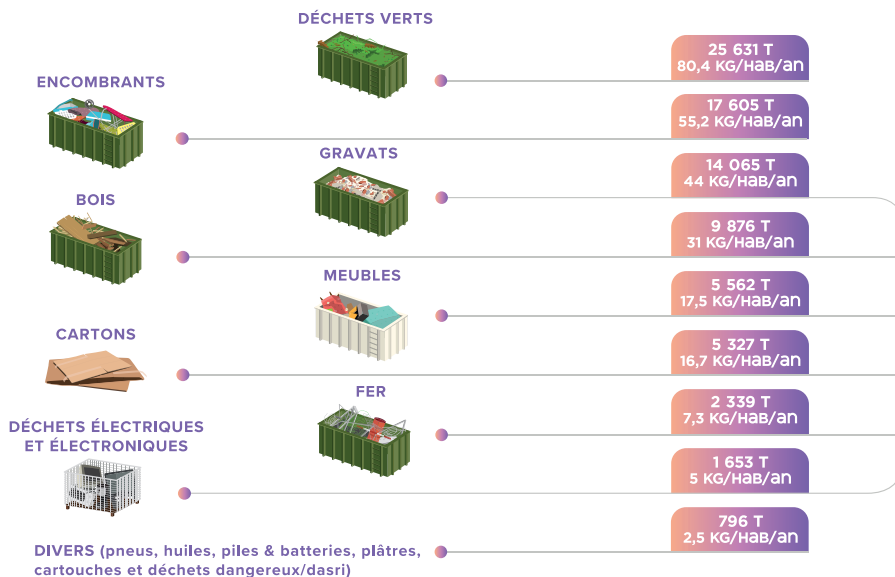 DÉCHETS VERTS
25 631 T
80,4 KG/HaB/an
ENCOMBRANTS
17 605 T
55,2 KG/HaB/an
GRAVATS
14 065 T
44 KG/HaB/an
BOIS
9 876 T
31 KG/HaB/an
MEUBLES
5 562 T
17,5 KG/HaB/an
CARTONS
5 327 T
16,7 KG/HaB/an
FER
2 339 T
7,3 KG/HaB/an
DÉCHETS ÉLECTRIQUES
ET ÉLECTRONIQUES
1 653 T
5 KG/HaB/an
DIVERS (pneus, huiles, piles & batteries, plâtres,
cartouches et déchets dangereux/dasri)
796 T
2,5 KG/HaB/an